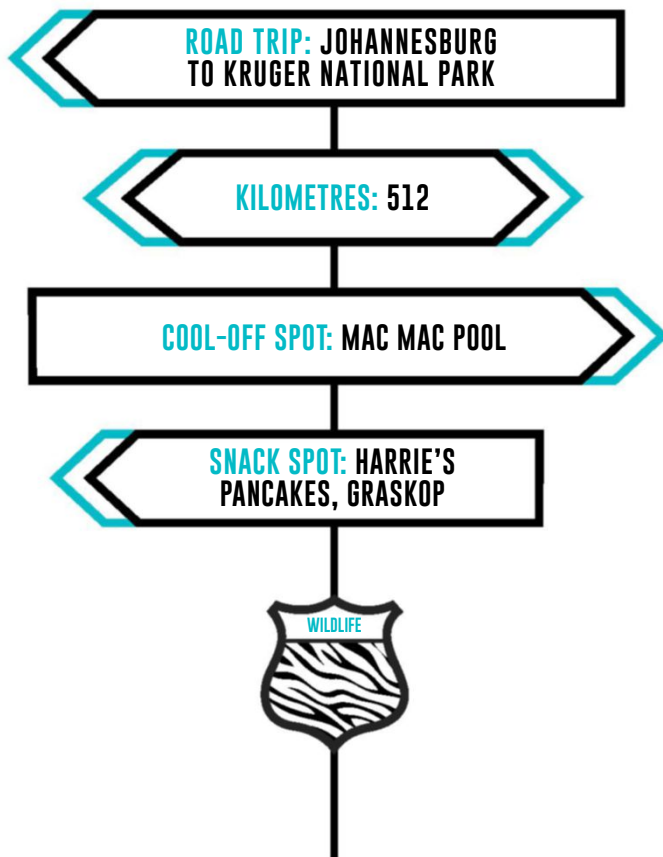 ROAD TRIP: JOHANNESBURG
TO KRUGER NATIONAL PARK
KILOMETRES: 512
COOL-OFF SPOT: MAC MAC POOL
SNACK SPOT: HARRIE'S
PANCAKES, GRASKOP
WILDLIFE